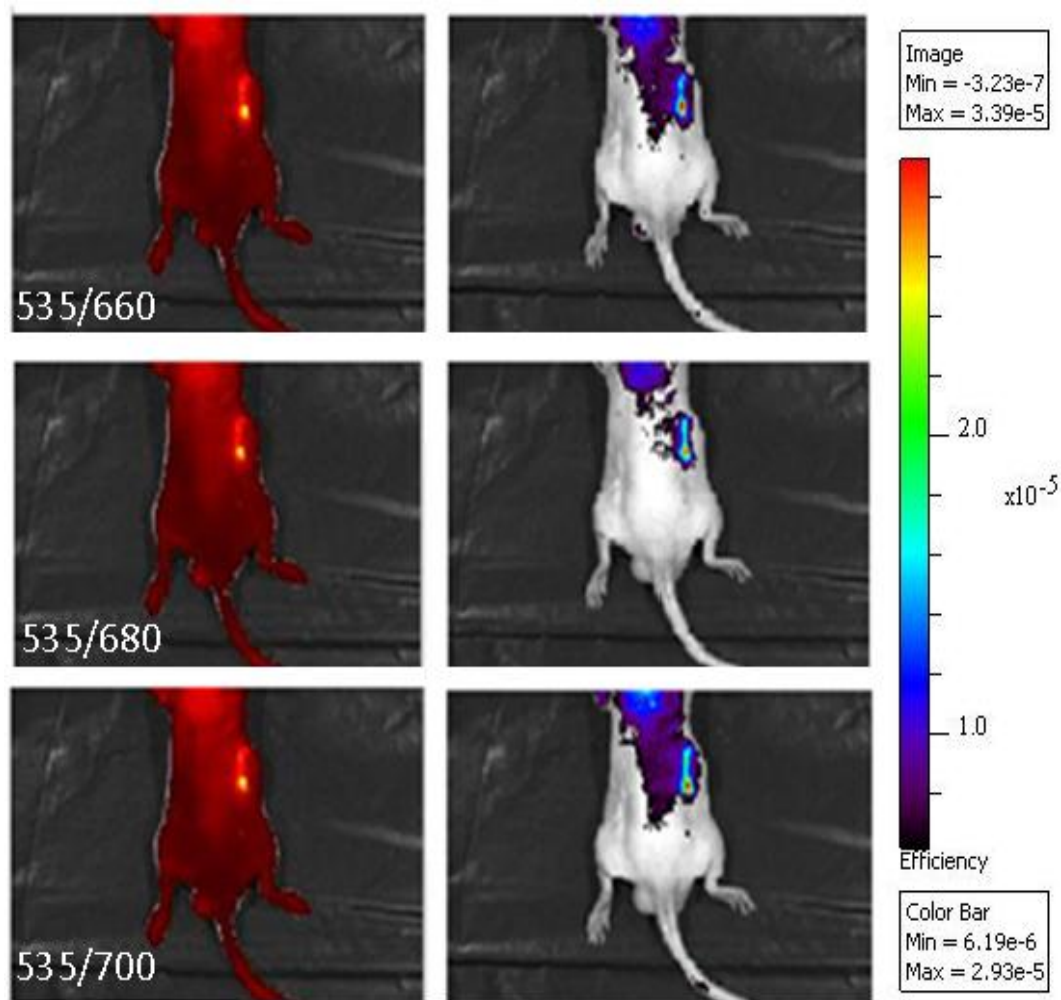 535/660
535/680
535/700
Image
Min = -3.23e-7
Max = 3.39e-5
2.0
x10⁻⁵
1.0
Efficiency
Color Bar
Min = 6.19e-6
Max = 2.93e-5